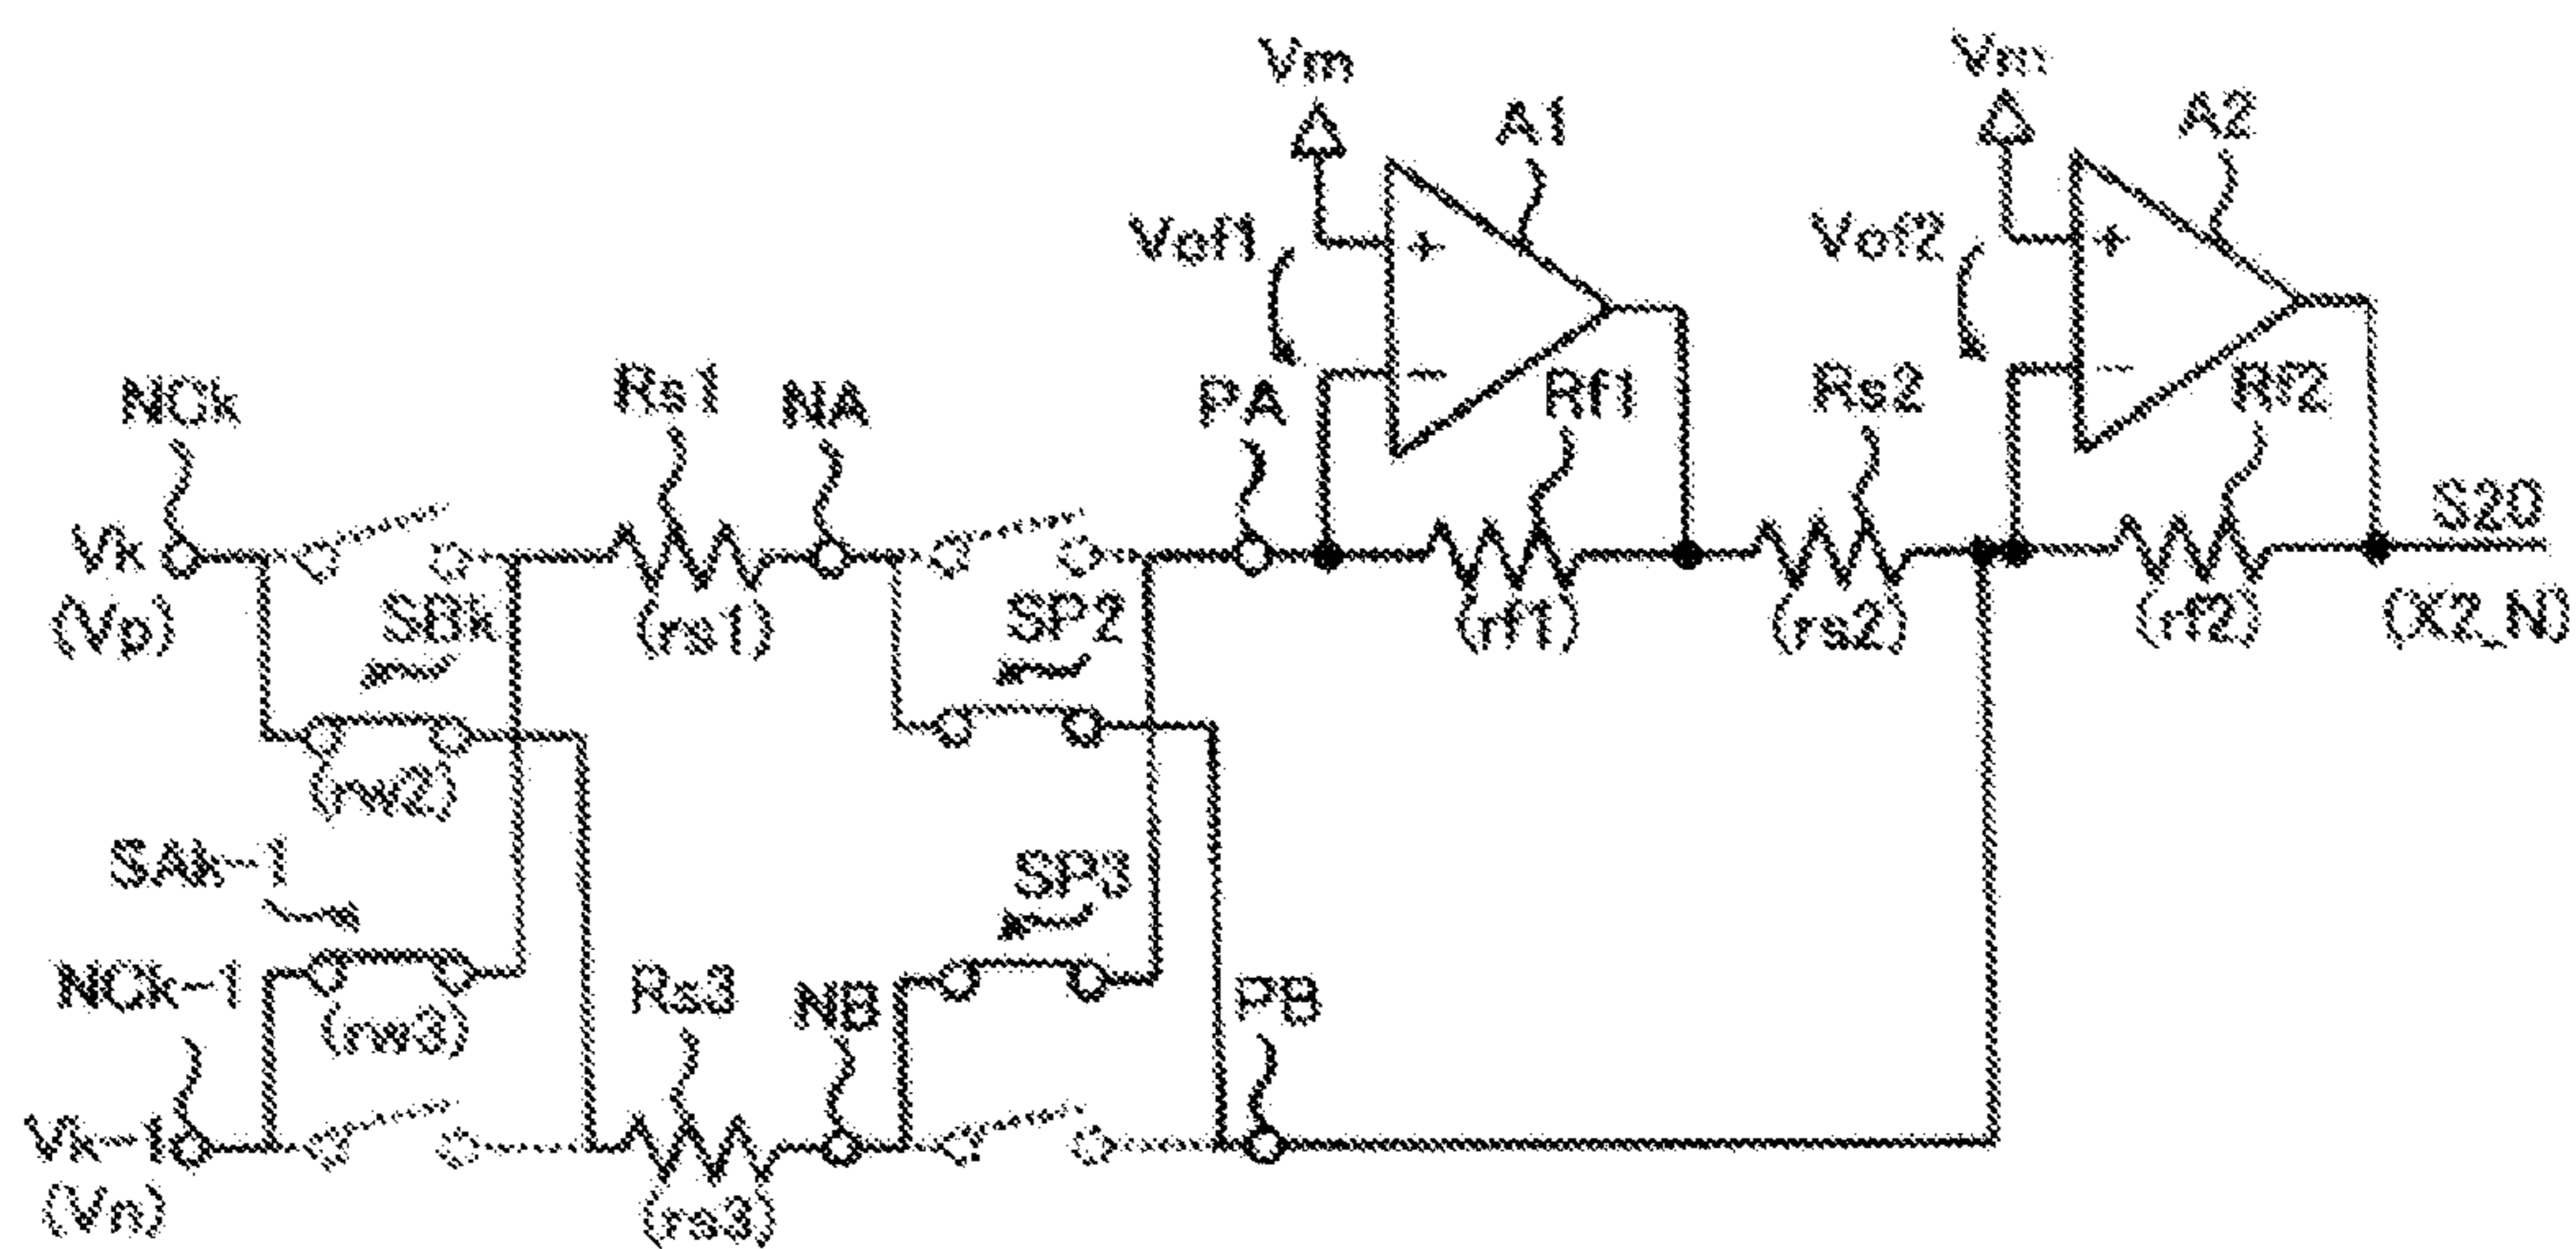 Vm
Vm
A1
A2
Vof1
Vof2
+
+
NCk
Rs1
NA
PA
−
Rf1
Rs2
−
Rf2
S20
Vk
(Vp)
SBk
(rs1)
SP2
(rf1)
(rs2)
(rf2)
(X2_N)
(rw2)
SAk-1
SP3
NCk-1
(rw3)
Rs3
NB
PB
Vk-1
(Vn)
(rs3)